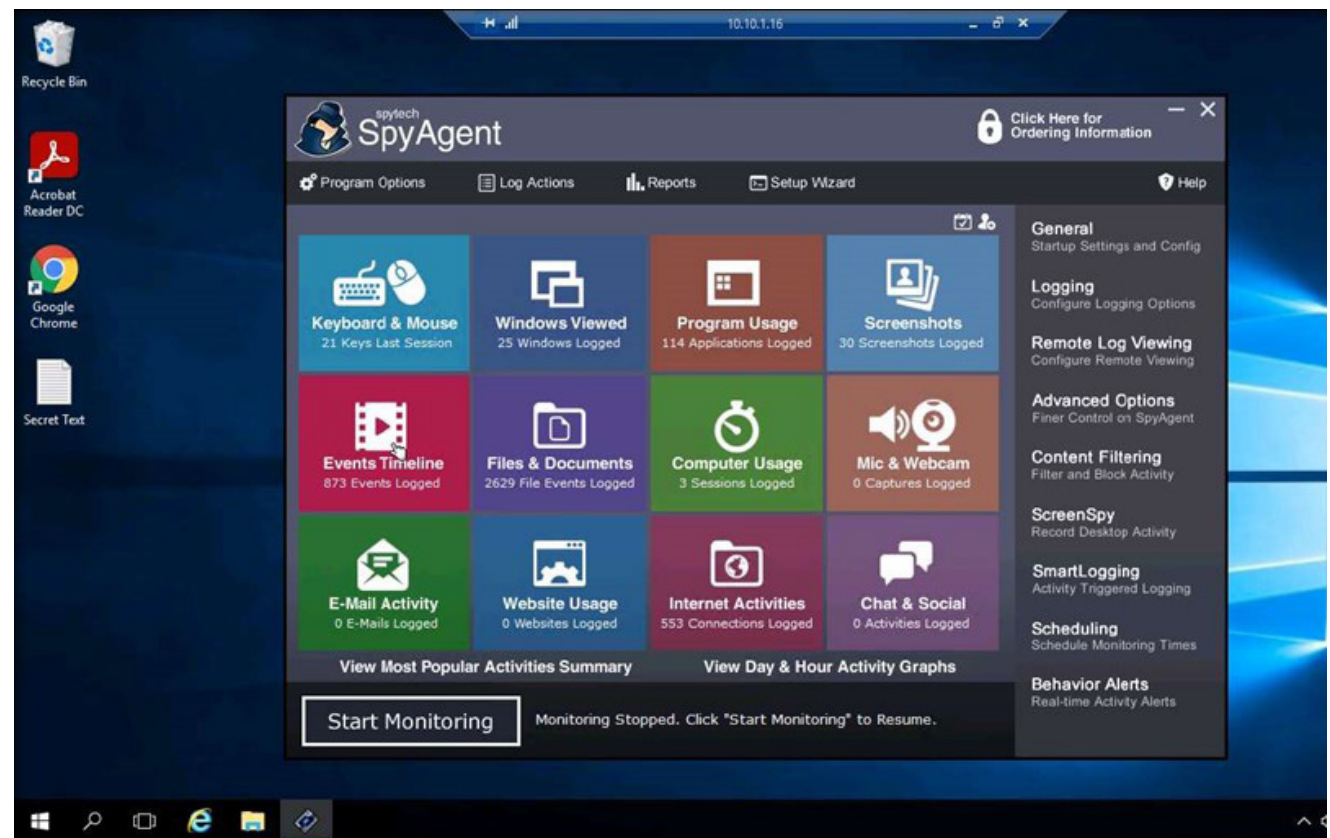 10.10.1.16
Recycle Bin
Acrobat
Reader DC
Google
Chrome
Secret Text
spytech
SpyAgent
Click Here for
Ordering Information
Program Options
Log Actions
Reports
Setup Wizard
Help
Keyboard & Mouse
21 Keys Last Session
Windows Viewed
25 Windows Logged
Program Usage
114 Applications Logged
Screenshots
30 Screenshots Logged
Events Timeline
873 Events Logged
Files & Documents
2629 File Events Logged
Computer Usage
3 Sessions Logged
Mic & Webcam
0 Captures Logged
E-Mail Activity
0 E-Mails Logged
Website Usage
0 Websites Logged
Internet Activities
553 Connections Logged
Chat & Social
0 Activities Logged
View Most Popular Activities Summary
View Day & Hour Activity Graphs
Start Monitoring
Monitoring Stopped. Click "Start Monitoring" to Resume.
General
Startup Settings and Config
Logging
Configure Logging Options
Remote Log Viewing
Configure Remote Viewing
Advanced Options
Finer Control on SpyAgent
Content Filtering
Filter and Block Activity
ScreenSpy
Record Desktop Activity
SmartLogging
Activity Triggered Logging
Scheduling
Schedule Monitoring Times
Behavior Alerts
Real-time Activity Alerts